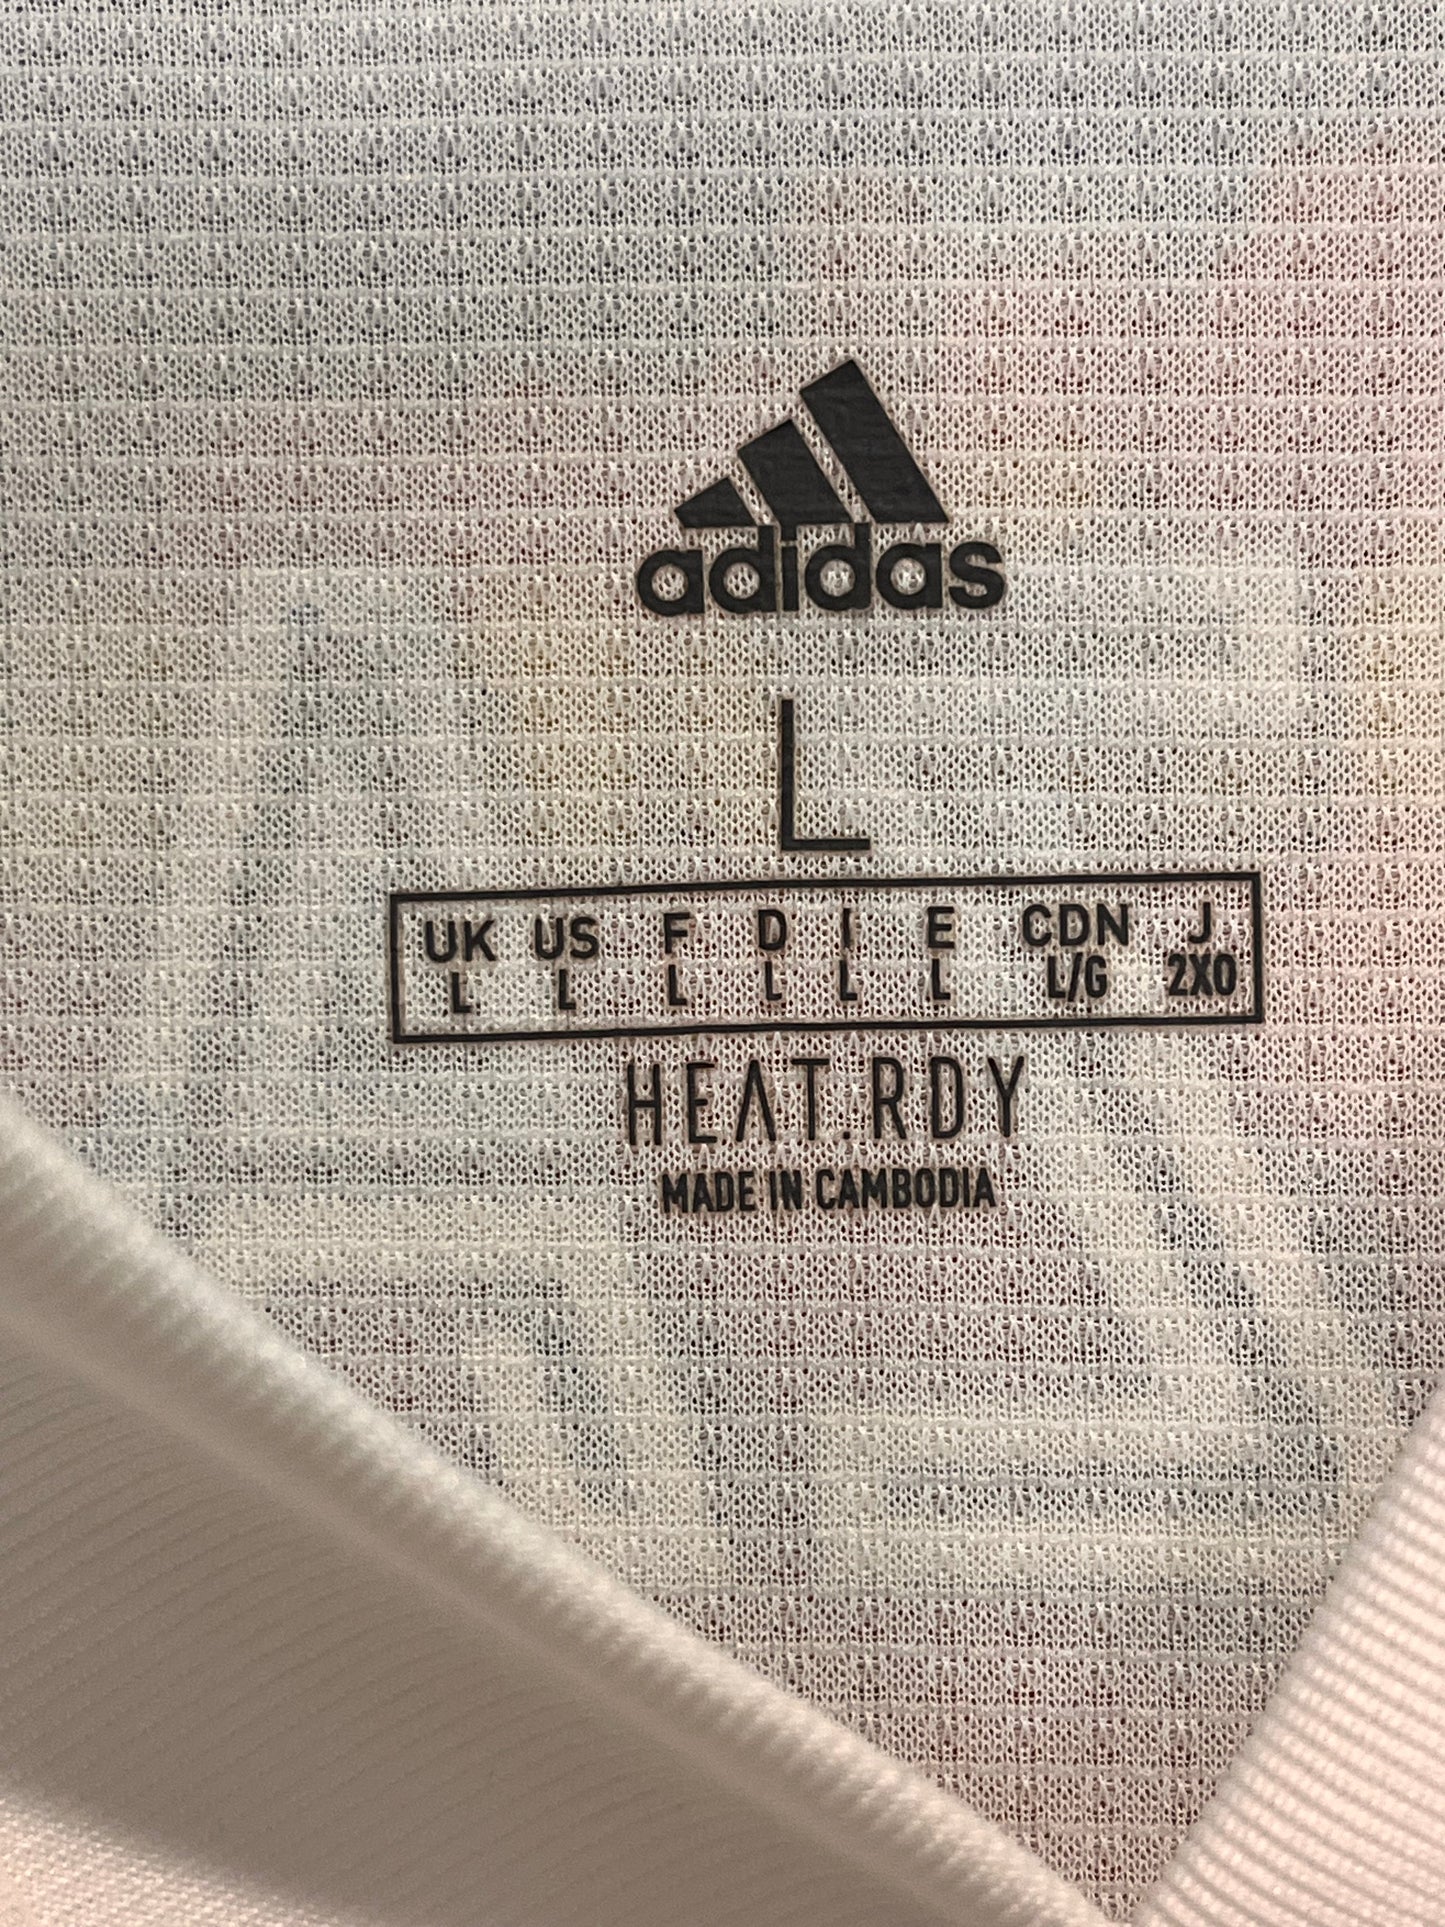 adidas
L
UK US F D I E CDN J
L L L L L L L/G 2XO
HEAT.RDY
MADE IN CAMBODIA